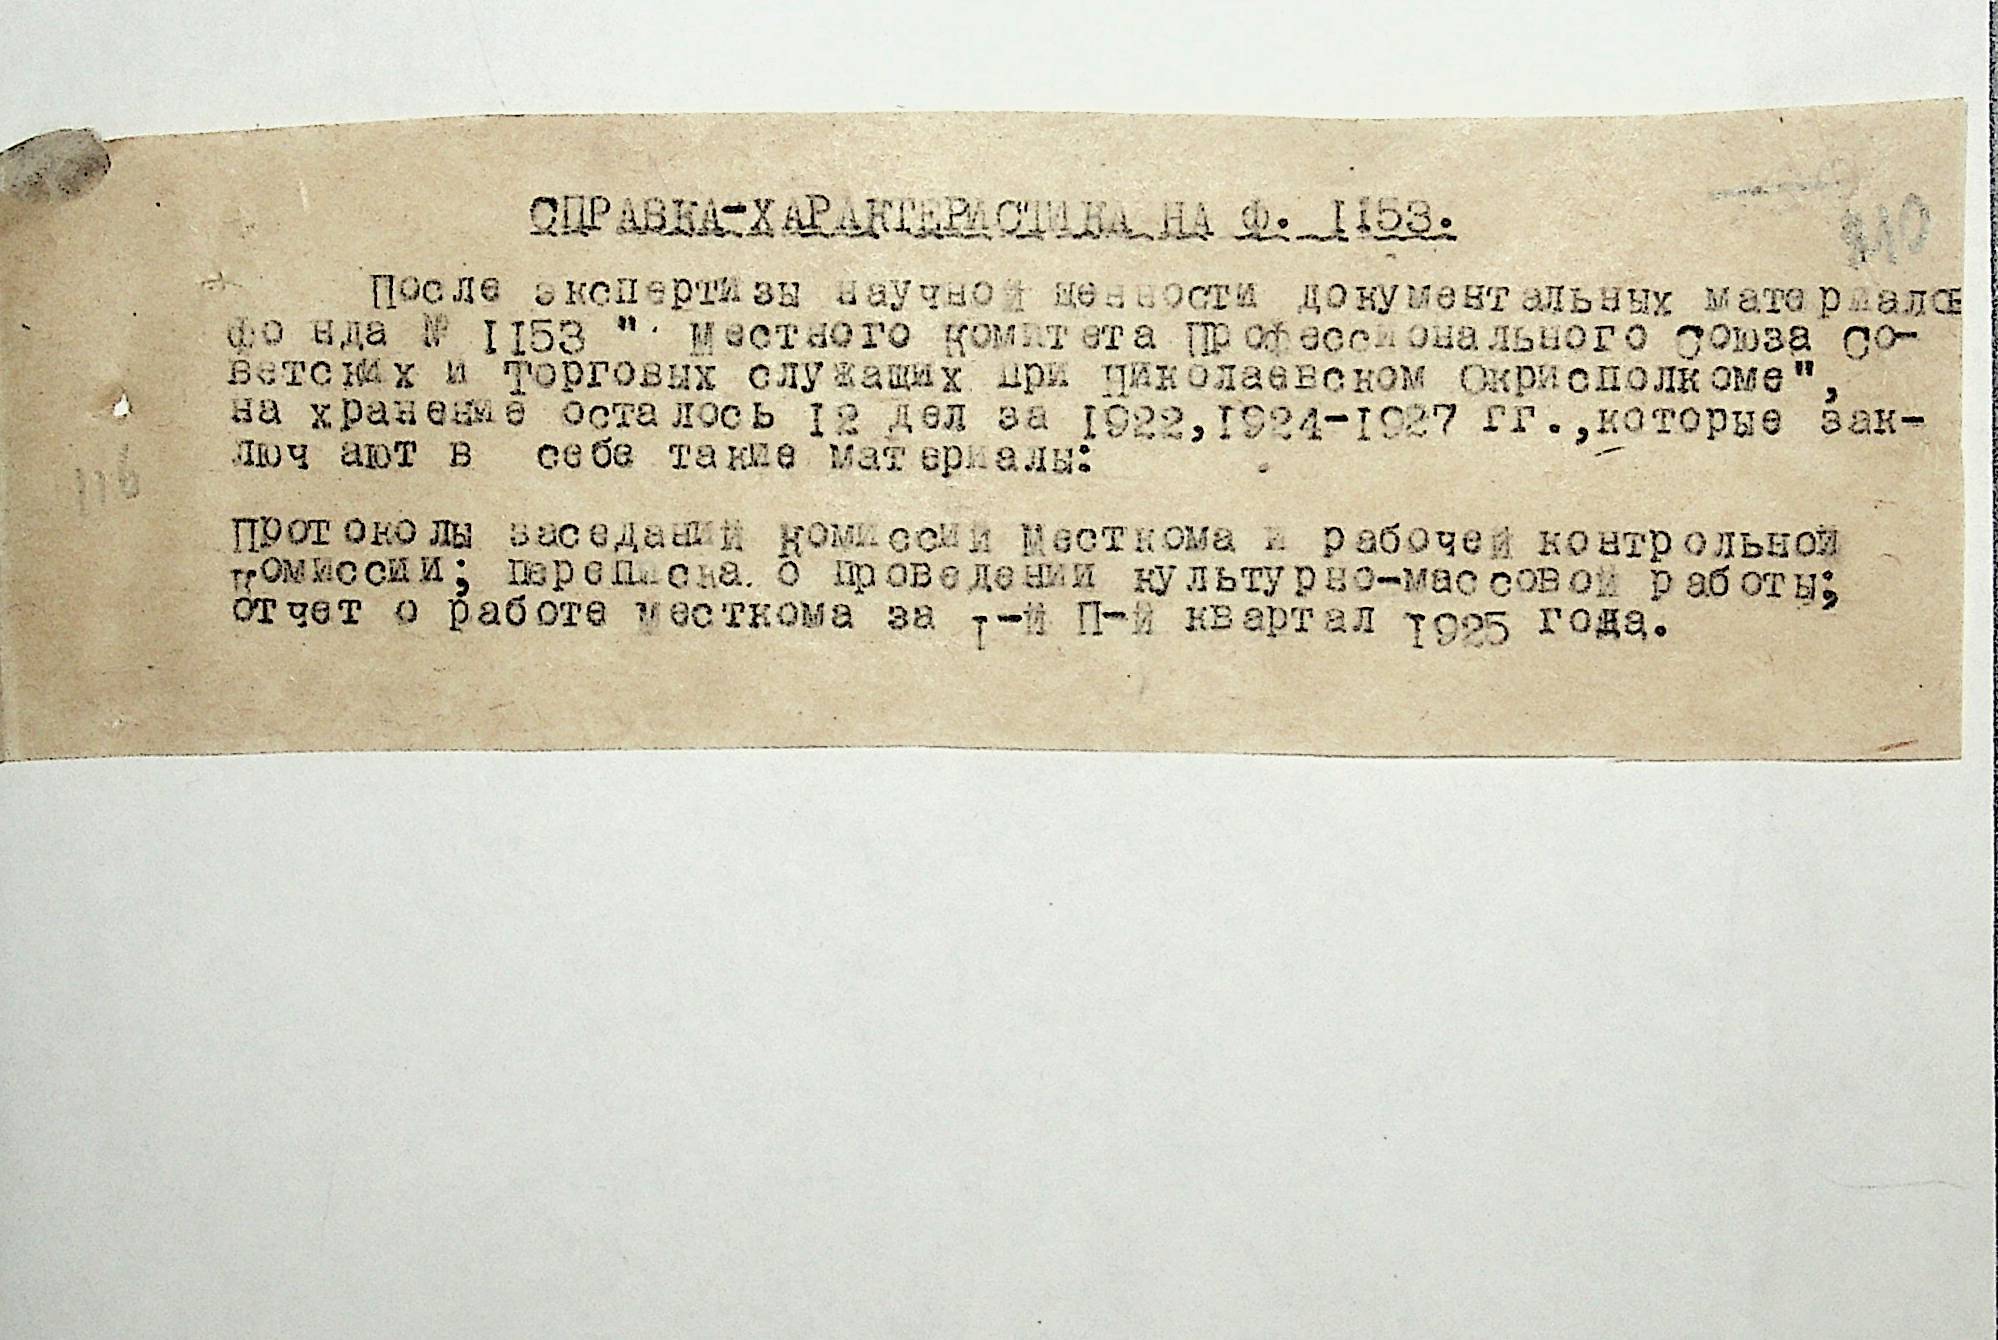 СПРАВКА-ХАРАКТЕРИСТИКА НА Ф. 1153.
После экспертизы научной ценности документальных материалов
фонда № 1153 " Местного Комитета Профессионального Союза Со-
ветских и Торговых служащих при Николаевском Окрисполкоме",
на хранение осталось 12 дел за 1922,1924-1927 гг.,которые зак-
лючают в себе такие материалы:
Протоколы заседаний Комиссии Месткома и рабочей контрольной
Комиссии; переписка о проведении культурно-массовой работы;
отчет о работе месткома за I-й П-й квартал 1925 года.